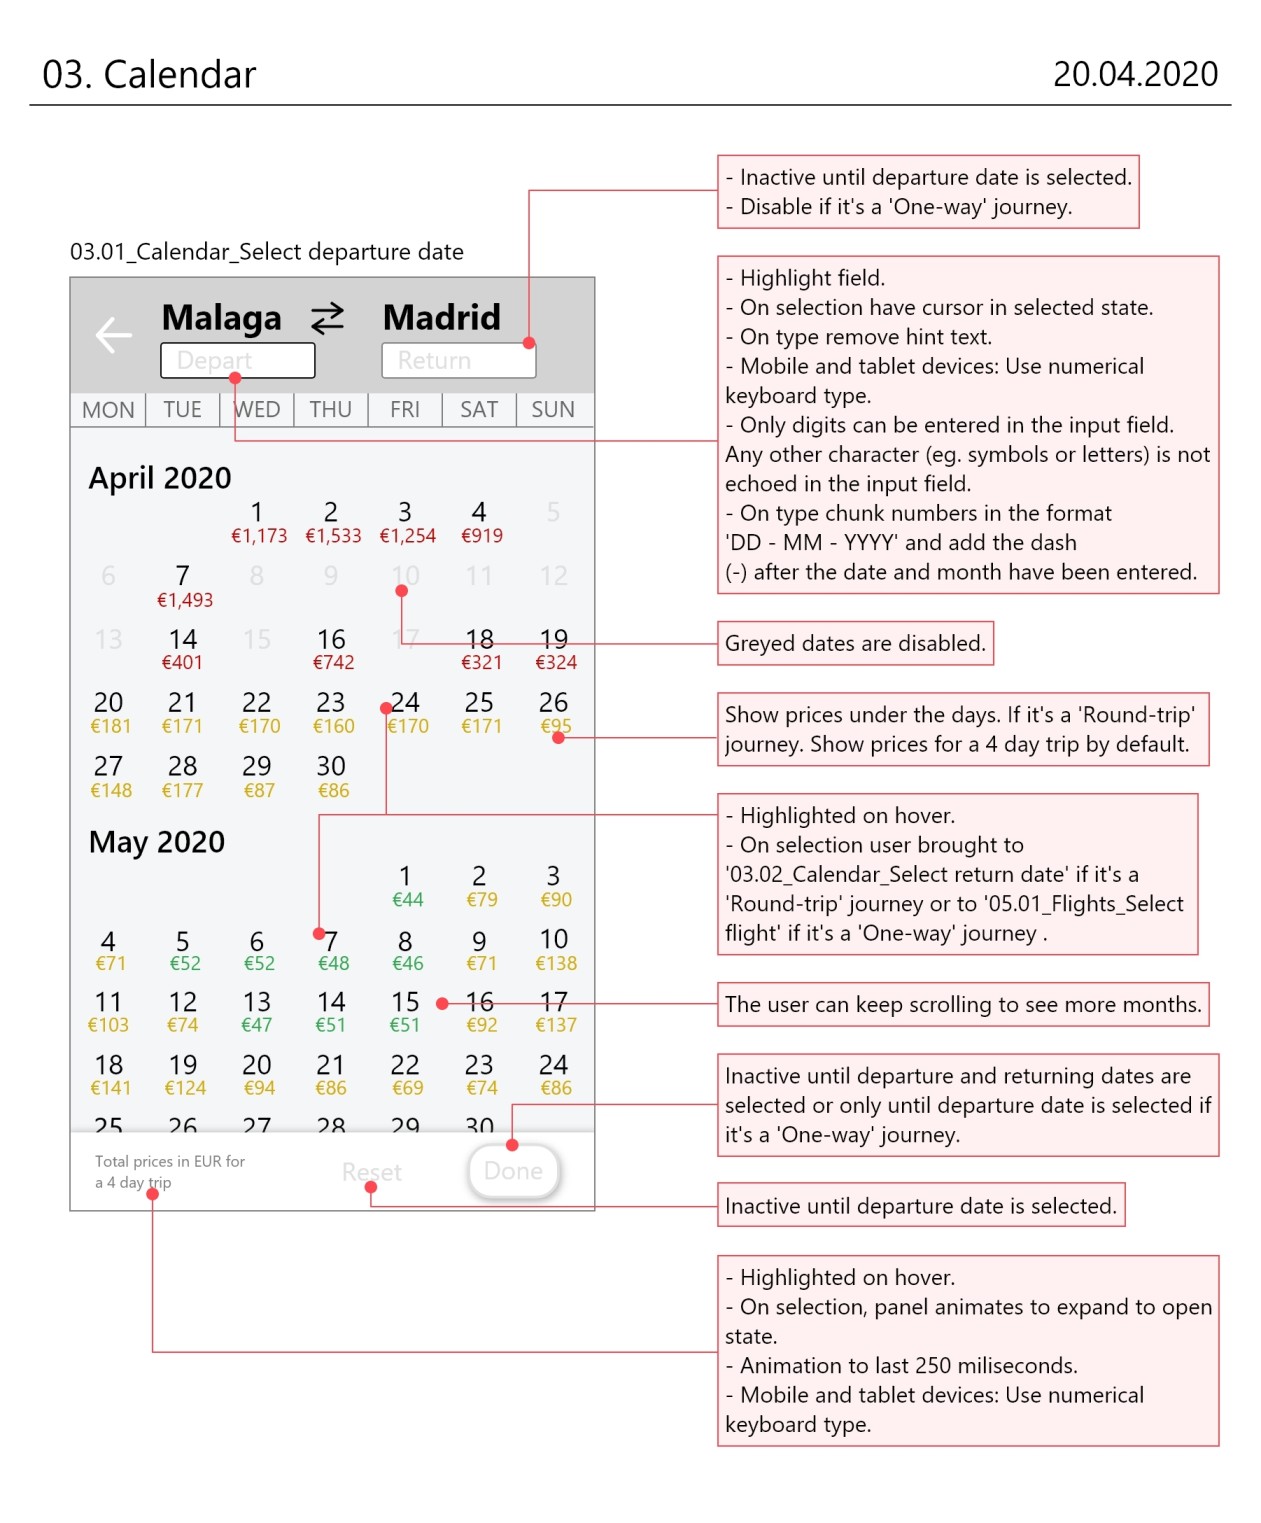 03. Calendar
20.04.2020
03.01_Calendar_Select departure date
Malaga
Madrid
Depart
Return
MON TUE WED THU FRI SAT SUN
April 2020
1 2 3 4 5
€1,173 €1,533 €1,254 €919
6 7 8 9 10 11 12
€1,493
13 14 15 16 17 18 19
€401 €742 €321 €324
20 21 22 23 24 25 26
€181 €171 €170 €160 €170 €171 €95
27 28 29 30
€148 €177 €87 €86
May 2020
1 2 3
€44 €79 €90
4 5 6 7 8 9 10
€71 €52 €52 €48 €46 €71 €138
11 12 13 14 15 16 17
€103 €74 €47 €51 €51 €92 €137
18 19 20 21 22 23 24
€141 €124 €94 €86 €69 €74 €86
25 26 27 28 29 30
Total prices in EUR for
a 4 day trip
Reset
Done
- Inactive until departure date is selected.
- Disable if it's a 'One-way' journey.
- Highlight field.
- On selection have cursor in selected state.
- On type remove hint text.
- Mobile and tablet devices: Use numerical
keyboard type.
- Only digits can be entered in the input field.
Any other character (eg. symbols or letters) is not
echoed in the input field.
- On type chunk numbers in the format
'DD - MM - YYYY' and add the dash
(-) after the date and month have been entered.
Greyed dates are disabled.
Show prices under the days. If it's a 'Round-trip'
journey. Show prices for a 4 day trip by default.
- Highlighted on hover.
- On selection user brought to
'03.02_Calendar_Select return date' if it's a
'Round-trip' journey or to '05.01_Flights_Select
flight' if it's a 'One-way' journey .
The user can keep scrolling to see more months.
Inactive until departure and returning dates are
selected or only until departure date is selected if
it's a 'One-way' journey.
Inactive until departure date is selected.
- Highlighted on hover.
- On selection, panel animates to expand to open
state.
- Animation to last 250 miliseconds.
- Mobile and tablet devices: Use numerical
keyboard type.